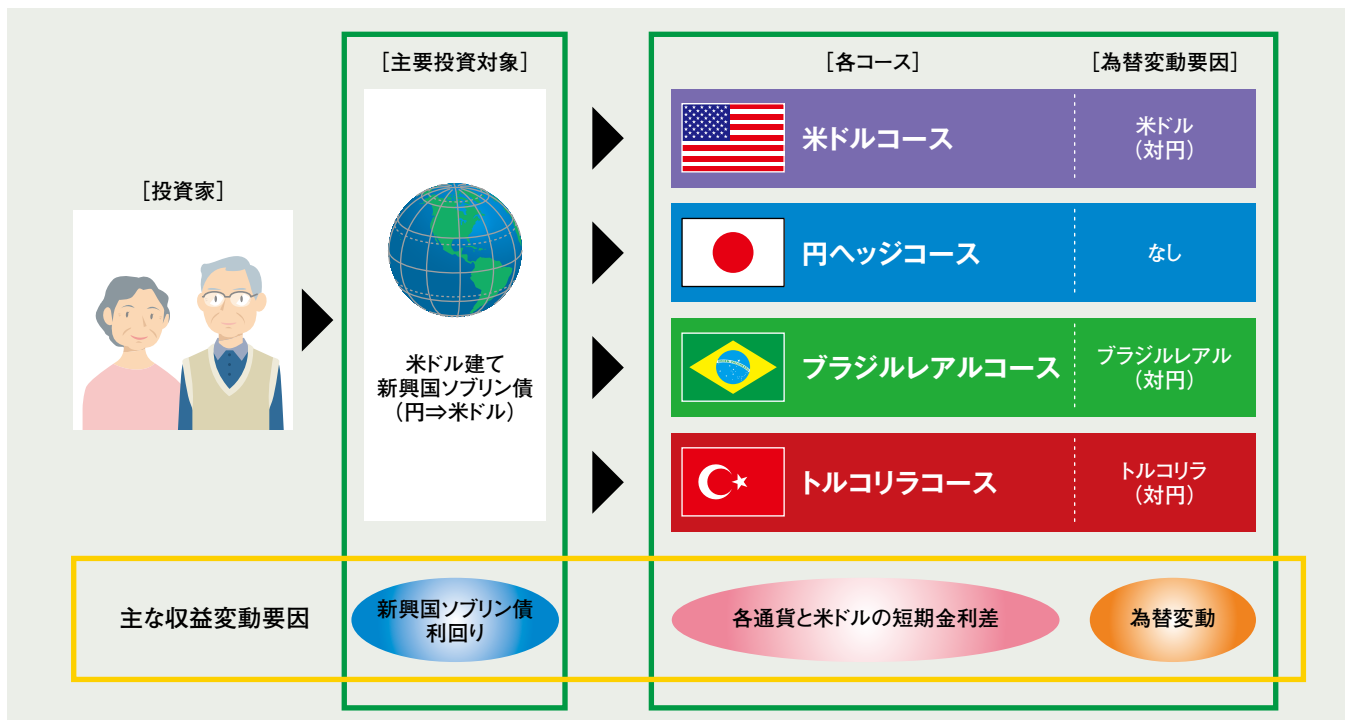 ［投資家］
［主要投資対象］
米ドル建て
新興国ソブリン債
（円⇒米ドル）
［各コース］
［為替変動要因］
米ドルコース
米ドル
（対円）
円ヘッジコース
なし
ブラジルレアルコース
ブラジルレアル
（対円）
トルコリラコース
トルコリラ
（対円）
主な収益変動要因
新興国ソブリン債
利回り
各通貨と米ドルの短期金利差
為替変動